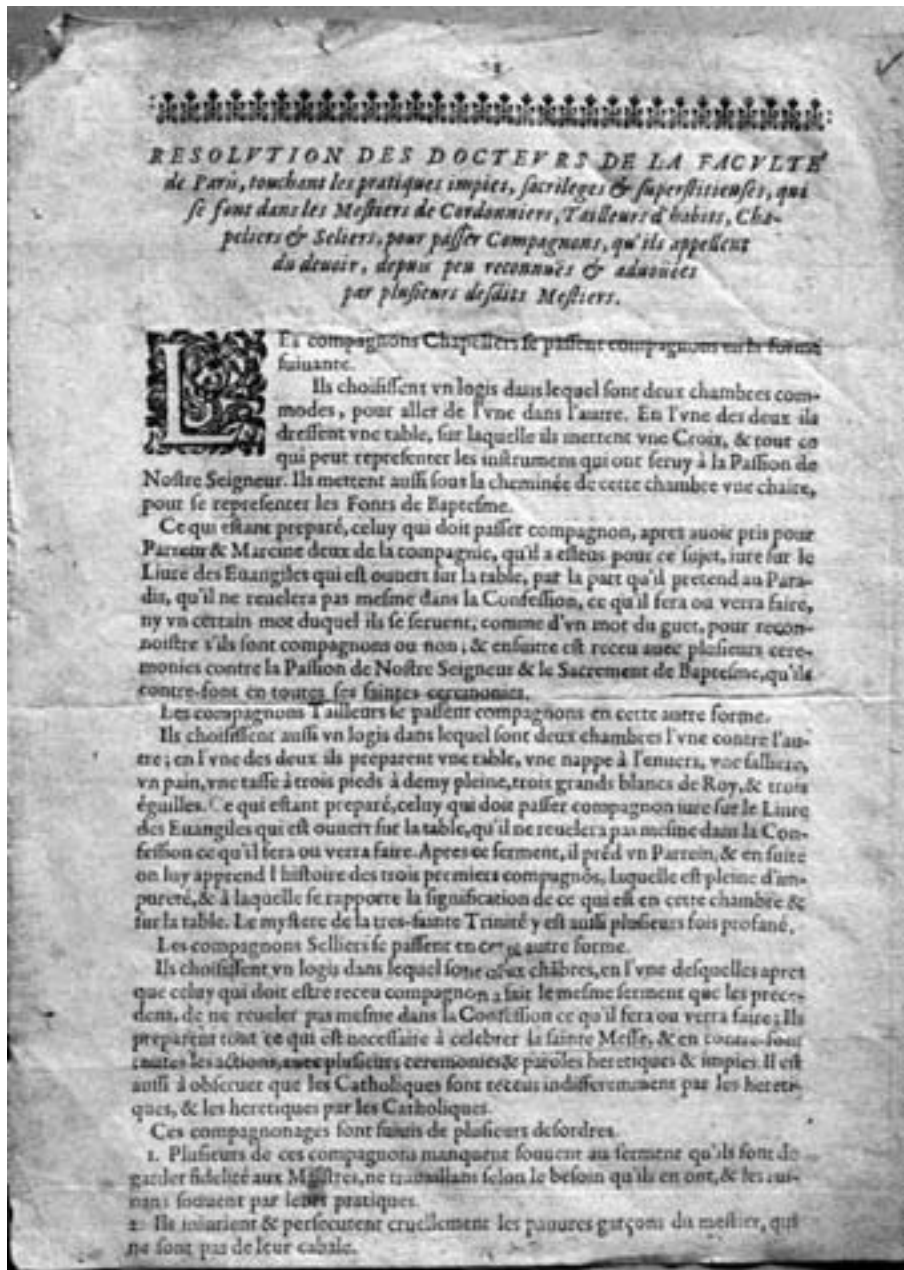 RESOLVTION DES DOCTEVRS DE LA FACVLTE'
de Paris, touchant les pratiques impies, sacrileges & superstitieuses, qui
se font dans les Mestiers de Cordonniers, Tailleurs d'habits, Cha-
peliers & Seliers, pour passer Compagnons, qu'ils appellent
du deuoir, depuis peu reconnuës & aduoüées
par plusieurs desdits Mestiers.
LEs compagnons Chapelliers se passent compagnons en la forme
suiuante.
Ils choisissent vn logis dans lequel sont deux chambres com-
modes, pour aller de l'vne dans l'autre. En l'vne des deux ils
dressent vne table, sur laquelle ils mettent vne Croix, & tout ce
qui peut representer les instrumens qui ont seruy à la Passion de
Nostre Seigneur. Ils mettent aussi sous la cheminée de cette chambre vne chaire,
pour se representer les Fonts de Baptesme.
Ce qui estant preparé, celuy qui doit passer compagnon, apres auoir pris pour
Parrein & Mareine deux de la compagnie, qu'il a esleus pour ce sujet, iure sur le
Liure des Euangiles qui est ouuert sur la table, par la part qu'il pretend au Para-
dis, qu'il ne reuelera pas mesme dans la Confession, ce qu'il fera ou verra faire,
ny vn certain mot duquel ils se seruent, comme d'vn mot du guet, pour recon-
noistre s'ils sont compagnons ou non; & ensuitte est receu auec plusieurs cere-
monies contre la Passion de Nostre Seigneur & le Sacrement de Baptesme, qu'ils
contre-font en toutes ses saintes ceremonies.
Les compagnons Tailleurs se passent compagnons en cette autre forme.
Ils choisissent aussi vn logis dans lequel sont deux chambres l'vne contre l'au-
tre; en l'vne des deux ils preparent vne table, vne nappe à l'enuers, vne salliere,
vn pain, vne tasse à trois pieds à demy pleine, trois grands blancs de Roy, & trois
éguilles. Ce qui estant preparé, celuy qui doit passer compagnon iure sur le Liure
des Euangiles qui est ouuert sur la table, qu'il ne reuelera pas mesme dans la Con-
fession ce qu'il fera ou verra faire. Apres ce serment, il prêd vn Parrein, & en suite
on luy apprend l'histoire des trois premiers compagnôs, laquelle est pleine d'im-
pureté, & à laquelle se rapporte la signification de ce qui est en cette chambre &
sur la table. Le mystere de la tres-sainte Trinité y est aussi plusieurs fois profané.
Les compagnons Selliers se passent en cette autre forme.
Ils choisissent vn logis dans lequel sont deux châbres, en l'vne desquelles apres
que celuy qui doit estre receu compagnon a fait le mesme serment que les prece-
dens, de ne reueler pas mesme dans la Confession ce qu'il fera ou verra faire; Ils
preparent tout ce qui est necessaire à celebrer la sainte Messe, & en contre-font
toutes les actions, auec plusieurs ceremonies & paroles heretiques & impies. Il est
aussi à obseruer que les Catholiques sont receus indifferemment par les hereti-
ques, & les heretiques par les Catholiques.
Ces compagnonages sont suiuis de plusieurs desordres.
1. Plusieurs de ces compagnons manquent souuent au serment qu'ils font de
garder fidelité aux Maistres, ne trauaillans selon le besoin qu'ils en ont, & les rui-
nans souuent par leurs pratiques.
2. Ils iniurient & persecutent cruellement les pauures garçons du mestier, qui
ne sont pas de leur cabale.